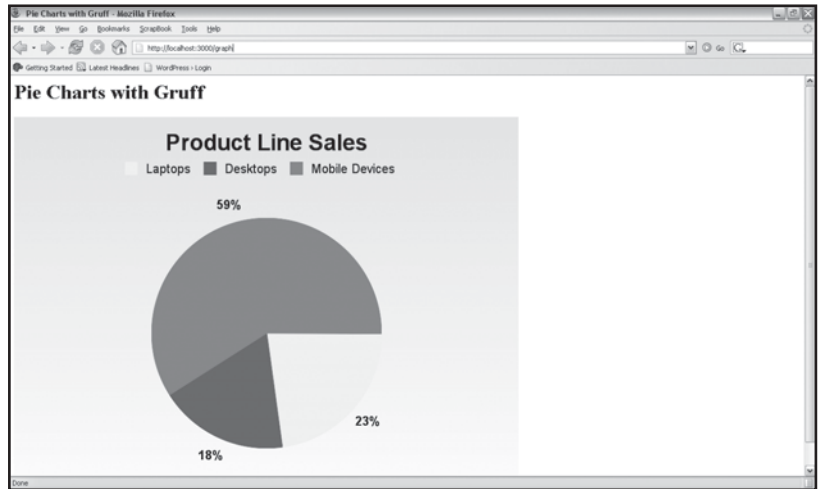 Pie Charts with Gruff - Mozilla Firefox
File Edit View Go Bookmarks ScrapBook Tools Help
http://localhost:3000/graph
Go
Getting Started Latest Headlines WordPress › Login
Pie Charts with Gruff
Product Line Sales
Laptops Desktops Mobile Devices
59%
23%
18%
Done